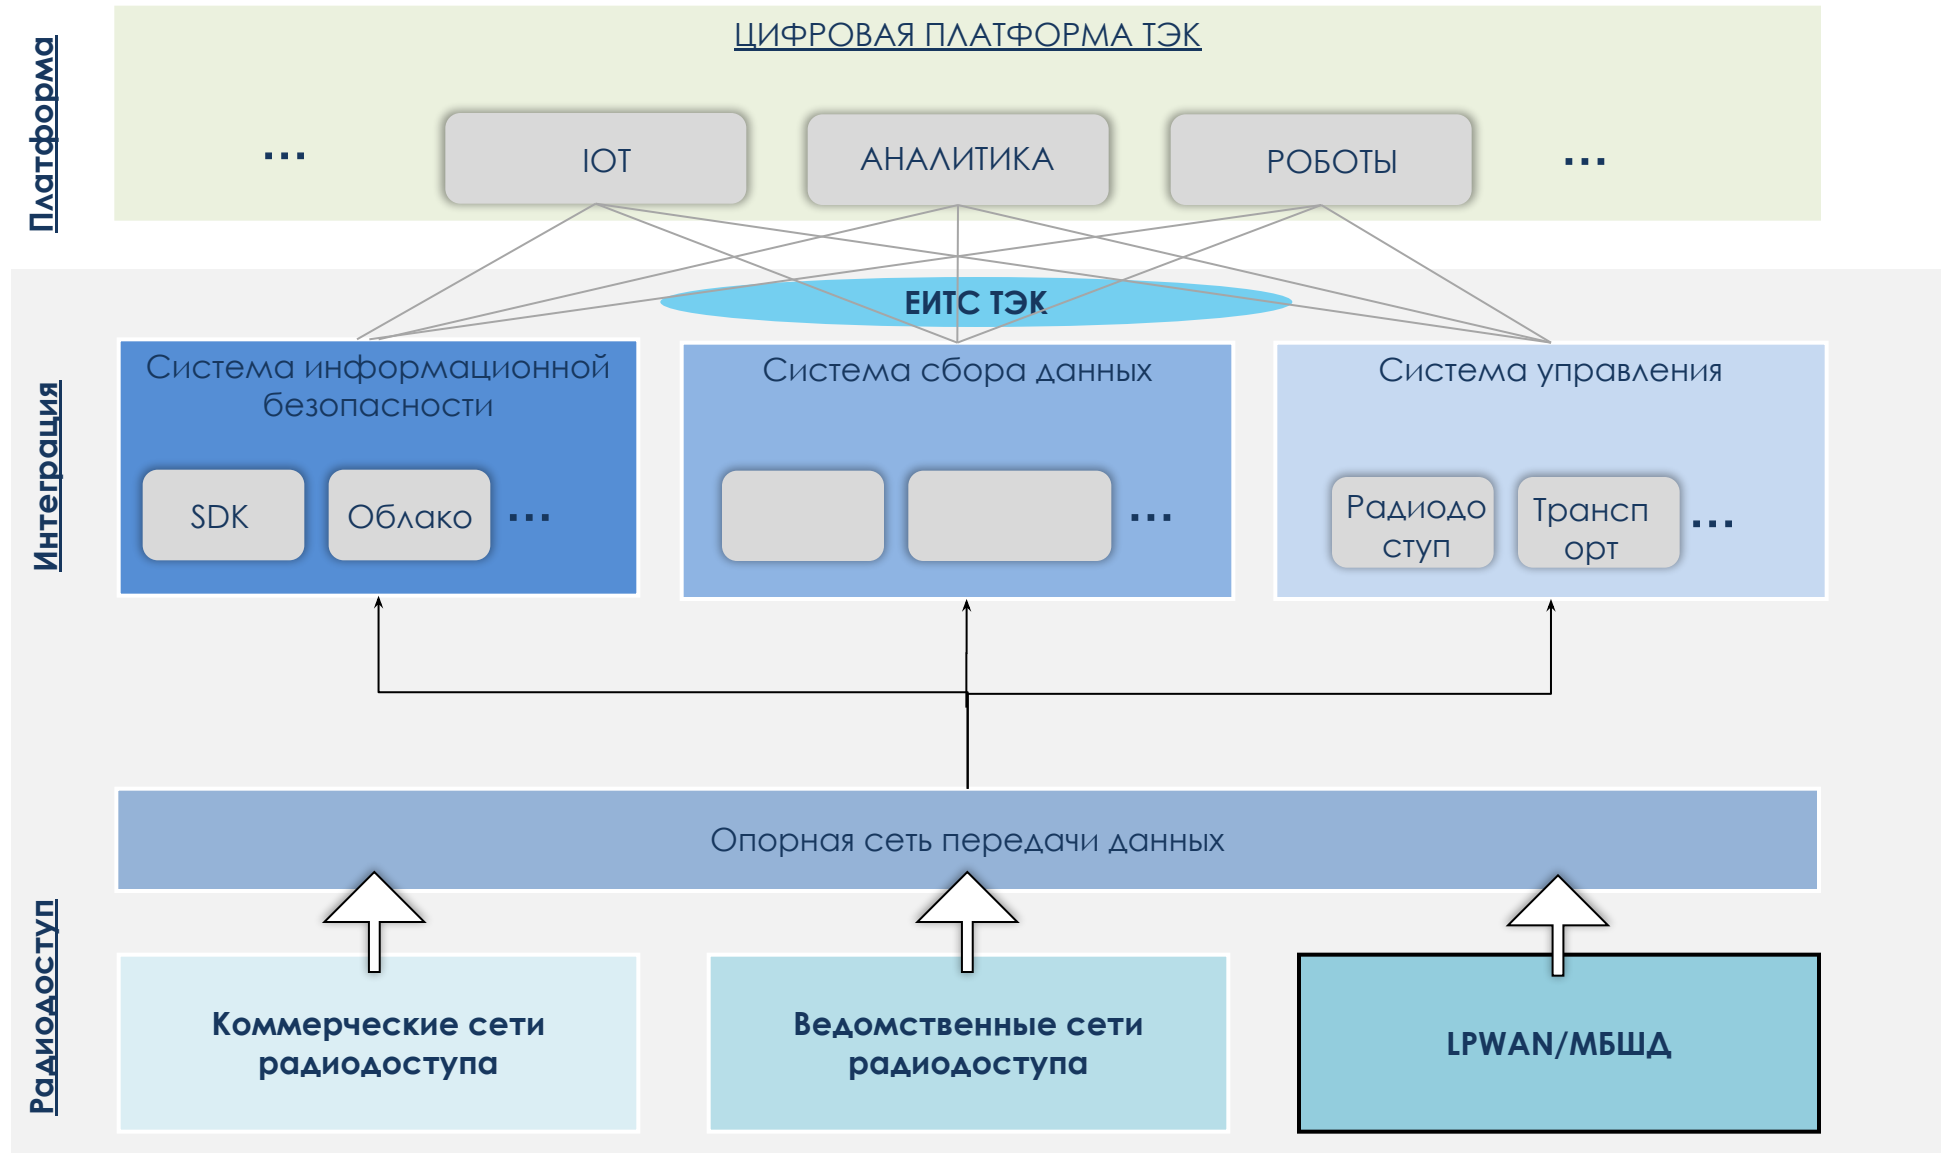 Платформа
ЦИФРОВАЯ ПЛАТФОРМА ТЭК
...
IOT
АНАЛИТИКА
РОБОТЫ
...
ЕИТС ТЭК
Интеграция
Система информационной
безопасности
SDK
Облако
...
Система сбора данных
...
Система управления
Радиодо
ступ
Трансп
орт
...
Опорная сеть передачи данных
Радиодоступ
Коммерческие сети
радиодоступа
Ведомственные сети
радиодоступа
LPWAN/МБШД